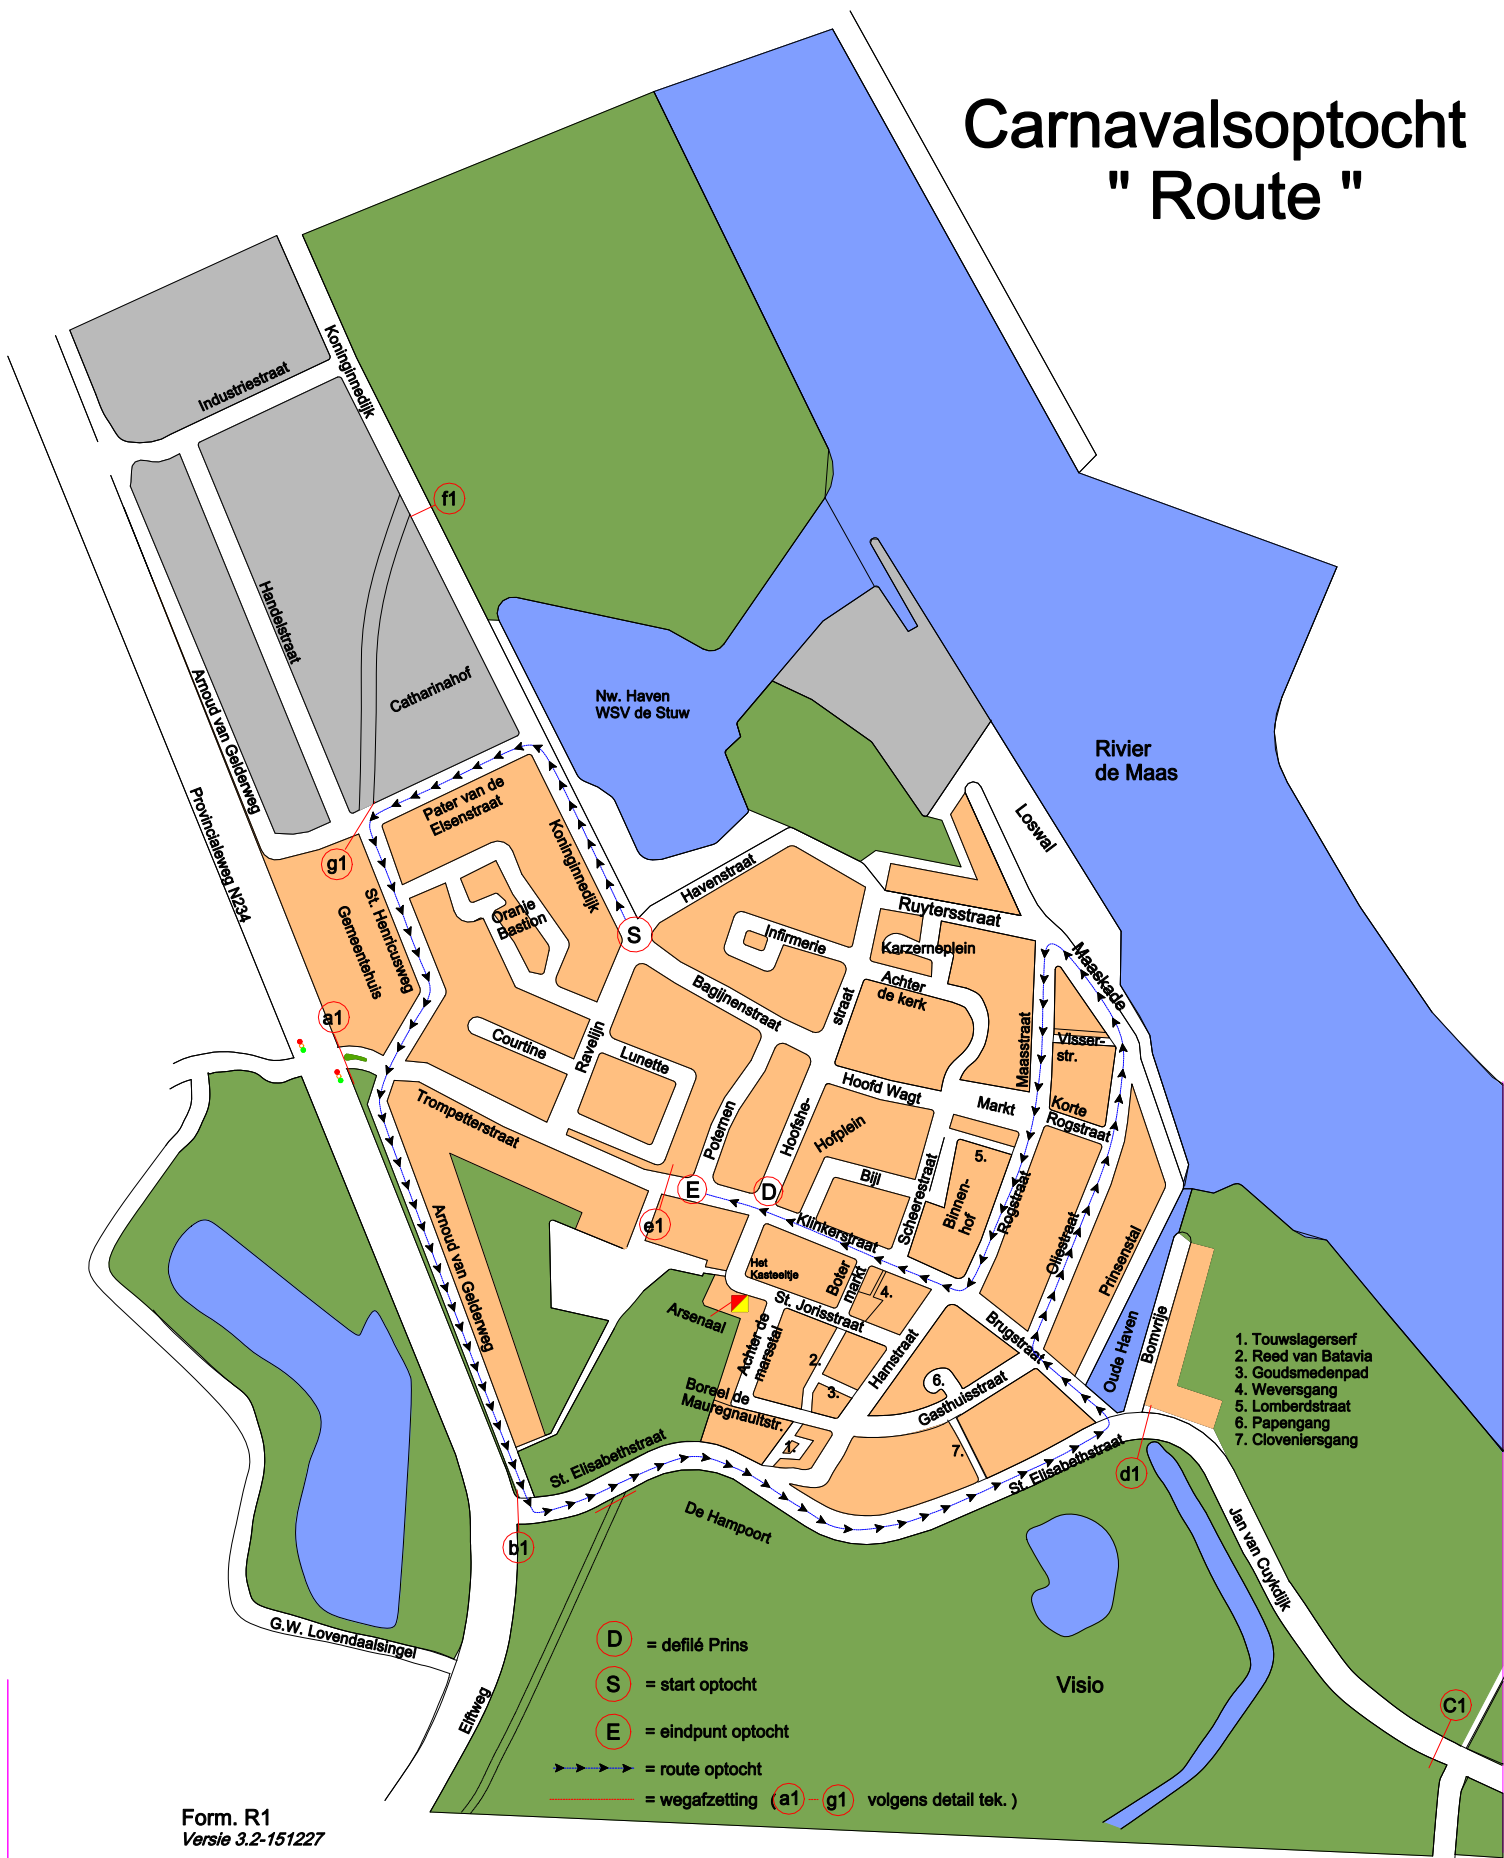 Carnavalsoptocht
" Route "
Koninginnedijk
Industriestraat
f1
Handelstraat
Catharinahof
Arnoud van Gelderweg
Provincialeweg N234
Nw. Haven
WSV de Stuw
Rivier
de Maas
Loswal
Pater van de
Elsenstraat
Koninginnedijk
g1
St. Henricusweg
Gemeentehuis
Oranje
Bastion
S
Havenstraat
Ruytersstraat
Infirmerie
Karzerneplein
Maaskade
Achter
de kerk
Bagijnenstraat
straat
a1
Courtine
Ravelijn
Lunette
Maasstraat
Visser-
str.
Hoofd Wagt
Markt
Korte
Rogstraat
Trompetterstraat
Poternen
Hoofshe-
Hofplein
5.
Bijl
Scheerestraat
Binnen-
hof
Rogstraat
Oliestraat
Prinsenstal
E
D
e1
Klinkerstraat
Arnoud van Gelderweg
Het
Kasteeltje
Boter
markt
4.
Arsenaal
St. Jorisstraat
Achter de
marsetal
Hamstraat
Brugstraat
Oude Haven
Bomvrije
2.
3.
6.
Boreel de
Mauregnaultstr.
Gasthuisstraat
1.
7.
1. Touwslagerserf
2. Reed van Batavia
3. Goudsmedenpad
4. Weversgang
5. Lomberdstraat
6. Papengang
7. Cloveniersgang
St. Elisabethstraat
St. Elisabethstraat
d1
De Hampoort
b1
Jan van Cuykdijk
G.W. Lovendaalsingel
Elftweg
Visio
C1
D = defilé Prins
S = start optocht
E = eindpunt optocht
= route optocht
= wegafzetting ( a1 - g1 volgens detail tek. )
Form. R1
Versie 3.2-151227